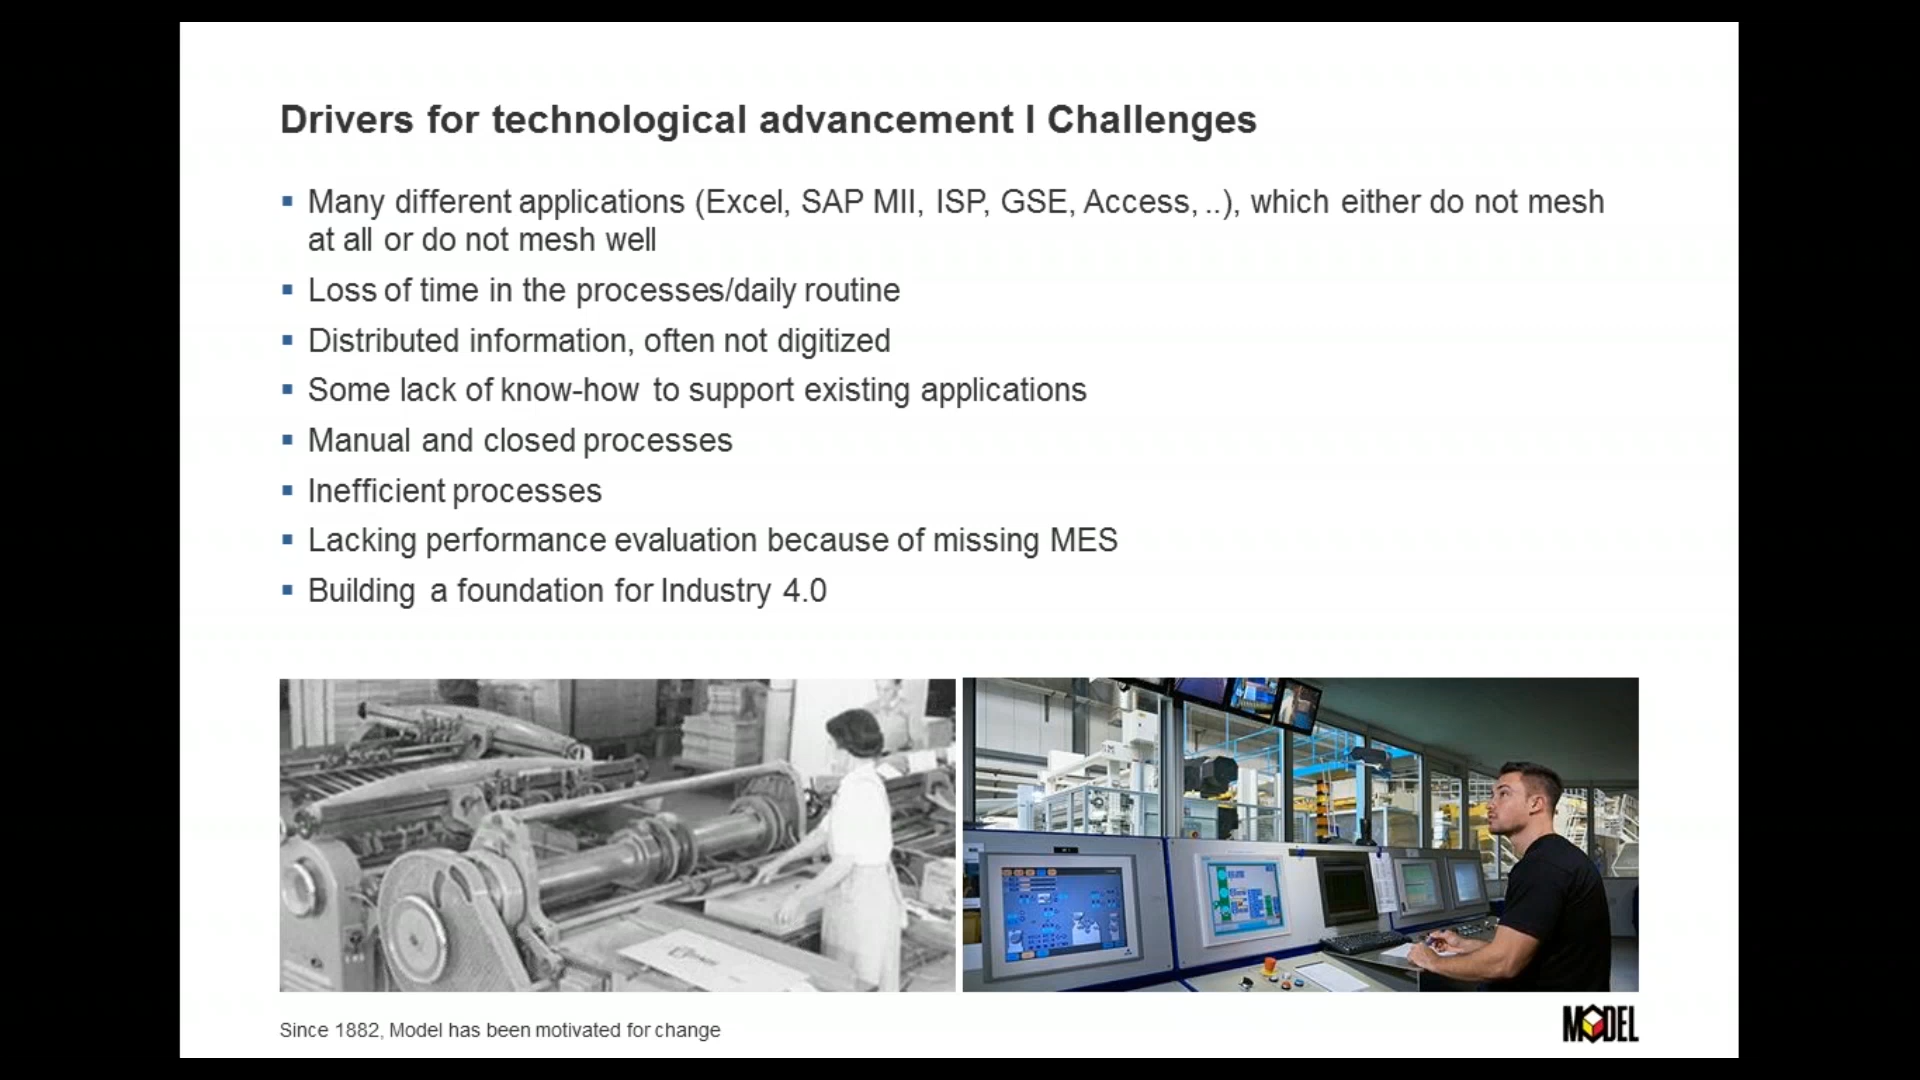 Drivers for technological advancement I Challenges
Many different applications (Excel, SAP MII, ISP, GSE, Access, ..), which either do not mesh
at all or do not mesh well
Loss of time in the processes/daily routine
Distributed information, often not digitized
Some lack of know-how to support existing applications
Manual and closed processes
Inefficient processes
Lacking performance evaluation because of missing MES
Building a foundation for Industry 4.0
Since 1882, Model has been motivated for change
MODEL